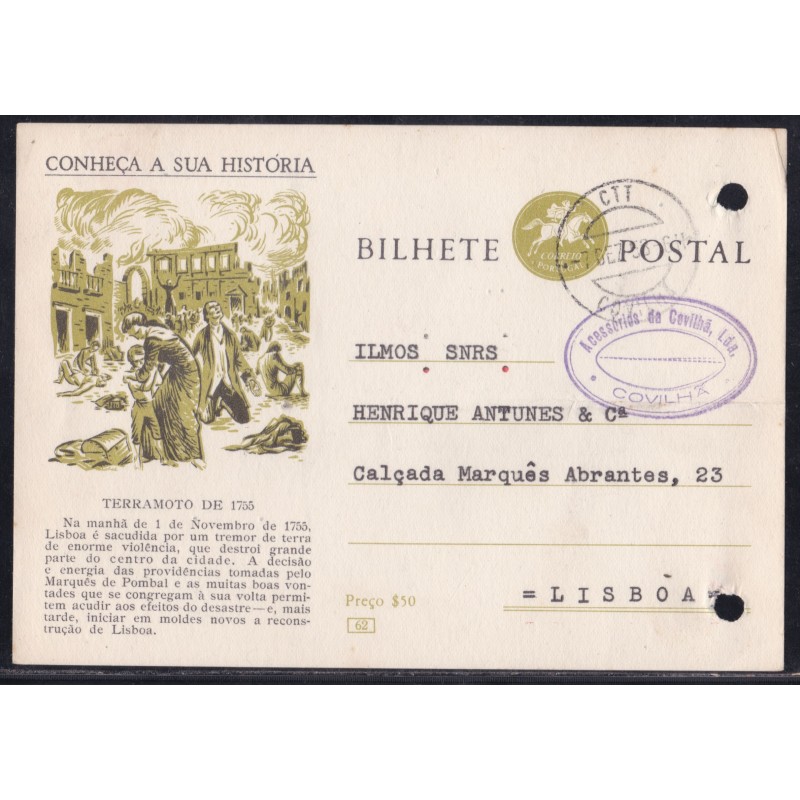 CONHEÇA A SUA HISTÓRIA
TERRAMOTO DE 1755
Na manhã de 1 de Novembro de 1755,
Lisboa é sacudida por um tremor de terra
de enorme violência, que destroi grande
parte do centro da cidade. A decisão
e energia das providências tomadas pelo
Marquês de Pombal e as muitas boas von-
tades que se congregam à sua volta permi-
tem acudir aos efeitos do desastre—e, mais
tarde, iniciar em moldes novos a recons-
trução de Lisboa.
BILHETE POSTAL
CORREIO
PORTUGAL
CTT
Acessórios da Covilhã, Lda.
COVILHÃ
ILMOS SNRS
HENRIQUE ANTUNES & Cª
Calçada Marquês Abrantes, 23
=LISBOA=
Preço $50
62